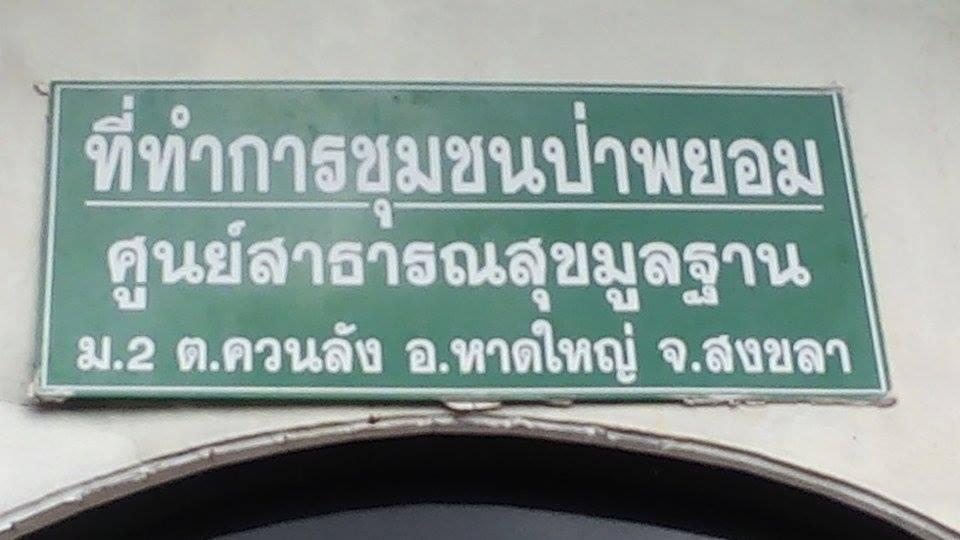 ที่ทำการชุมชนป่าพยอม
ศูนย์สาธารณสุขมูลฐาน
ม.2 ต.ควนลัง อ.หาดใหญ่ จ.สงขลา